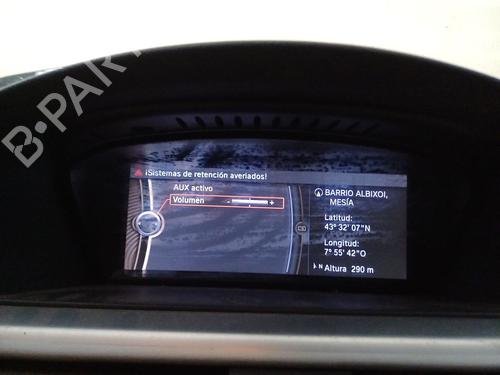 B-PARTS
¡Sistemas de retención averiados!
AUX activo
Volumen - +
BARRIO ALBIXOI,
MESÍA
Latitud:
43° 32' 07" N
Longitud:
7° 55' 42" O
N Altura 290 m